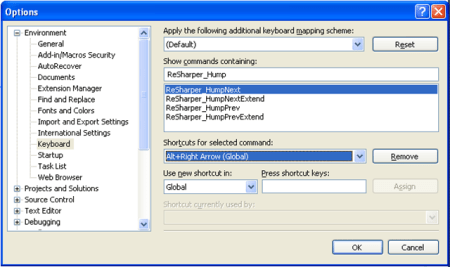 Options
Environment
General
Add-in/Macros Security
AutoRecover
Documents
Extension Manager
Find and Replace
Fonts and Colors
Import and Export Settings
International Settings
Keyboard
Startup
Task List
Web Browser
Projects and Solutions
Source Control
Text Editor
Debugging
Apply the following additional keyboard mapping scheme:
(Default)
Reset
Show commands containing:
ReSharper_Hump
ReSharper_HumpNext
ReSharper_HumpNextExtend
ReSharper_HumpPrev
ReSharper_HumpPrevExtend
Shortcuts for selected command:
Alt+Right Arrow (Global)
Remove
Use new shortcut in:
Press shortcut keys:
Global
Assign
Shortcut currently used by:
OK
Cancel